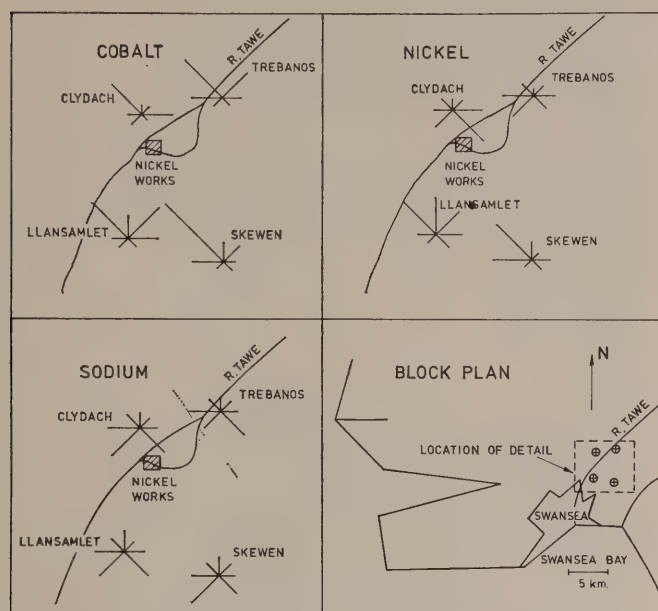 COBALT
R. TAWE
TREBANOS
CLYDACH
NICKEL
WORKS
LLANSAMLET
SKEWEN
NICKEL
R. TAWE
TREBANOS
CLYDACH
NICKEL
WORKS
LLANSAMLET
SKEWEN
SODIUM
R. TAWE
TREBANOS
CLYDACH
NICKEL
WORKS
LLANSAMLET
SKEWEN
BLOCK PLAN
N
R. TAWE
LOCATION OF DETAIL
SWANSEA
SWANSEA BAY
5 km.